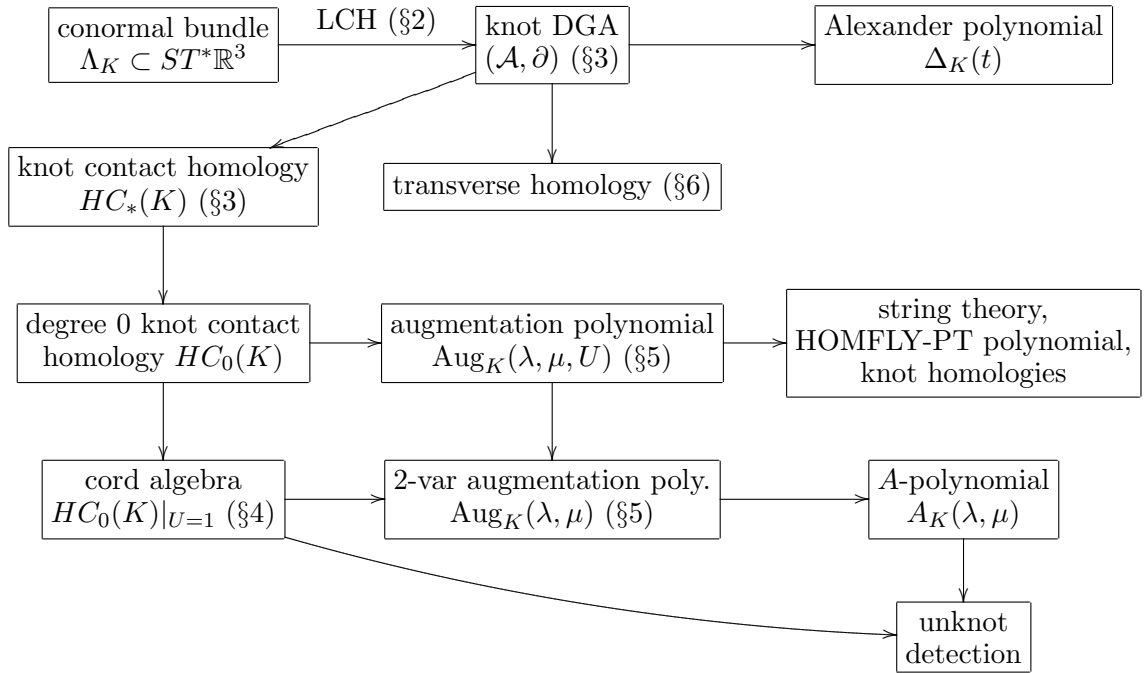 conormal bundle
Λ_K ⊂ ST*ℝ³
LCH (§2)
knot DGA
(𝒜, ∂) (§3)
Alexander polynomial
Δ_K(t)
knot contact homology
HC_*(K) (§3)
transverse homology (§6)
degree 0 knot contact
homology HC₀(K)
augmentation polynomial
Aug_K(λ, μ, U) (§5)
string theory,
HOMFLY-PT polynomial,
knot homologies
cord algebra
HC₀(K)|_{U=1} (§4)
2-var augmentation poly.
Aug_K(λ, μ) (§5)
A-polynomial
A_K(λ, μ)
unknot
detection